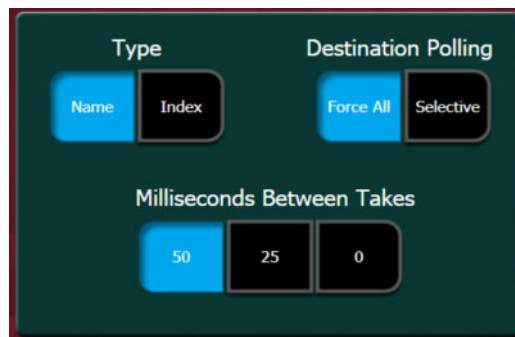 Type
Destination Polling
Name Index
Force All Selective
Milliseconds Between Takes
50 25 0